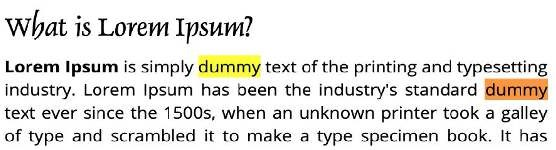 What is Lorem Ipsum?
Lorem Ipsum is simply dummy text of the printing and typesetting
industry. Lorem Ipsum has been the industry's standard dummy
text ever since the 1500s, when an unknown printer took a galley
of type and scrambled it to make a type specimen book. It has